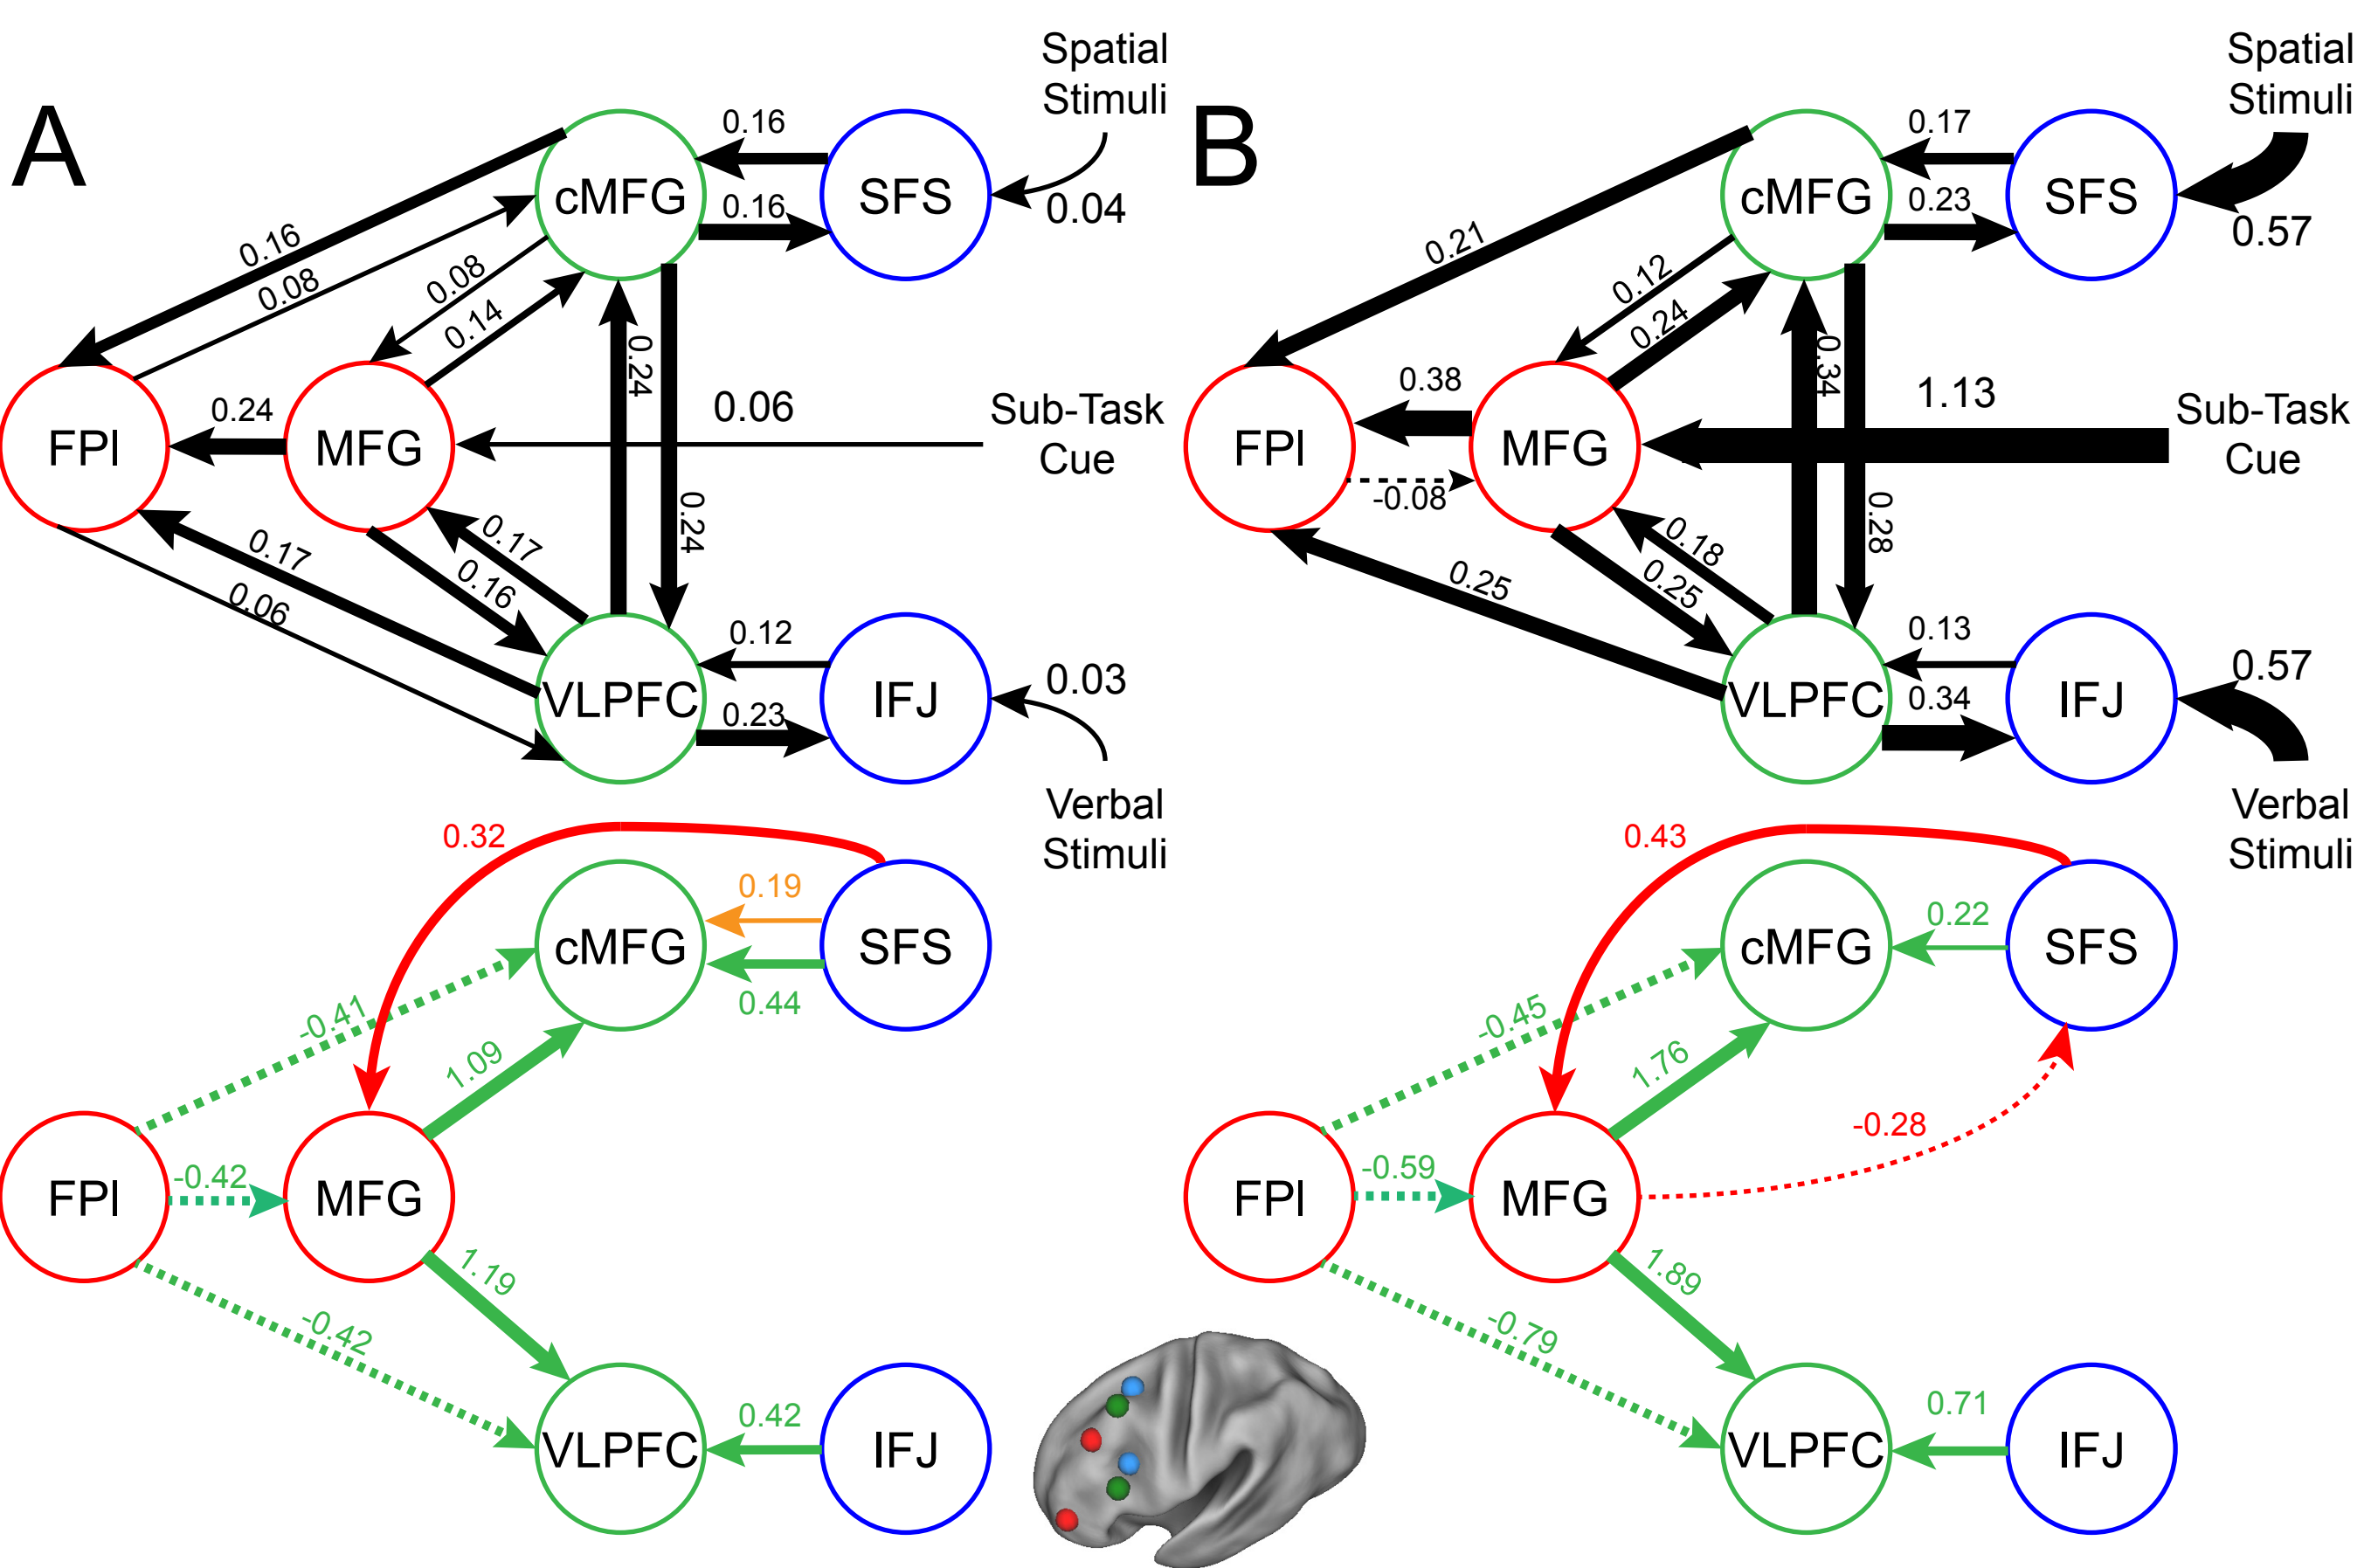 A
Spatial
Stimuli
0.16
cMFG
SFS
0.16
0.04
0.16
0.08
0.08
0.14
0.24
0.24
FPl
MFG
0.24
0.06
Sub-Task
Cue
0.17
0.06
0.17
0.16
0.12
VLPFC
IFJ
0.23
0.03
Verbal
Stimuli
B
Spatial
Stimuli
0.17
cMFG
SFS
0.23
0.57
0.21
0.12
0.24
0.34
0.28
0.38
FPl
MFG
-0.08
1.13
Sub-Task
Cue
0.25
0.18
0.25
0.13
VLPFC
IFJ
0.34
0.57
Verbal
Stimuli
0.32
0.19
cMFG
SFS
0.44
-0.41
1.09
FPl
-0.42
MFG
1.19
-0.42
VLPFC
0.42
IFJ
0.43
cMFG
0.22
SFS
-0.45
1.76
-0.28
FPl
-0.59
MFG
1.89
-0.79
VLPFC
0.71
IFJ